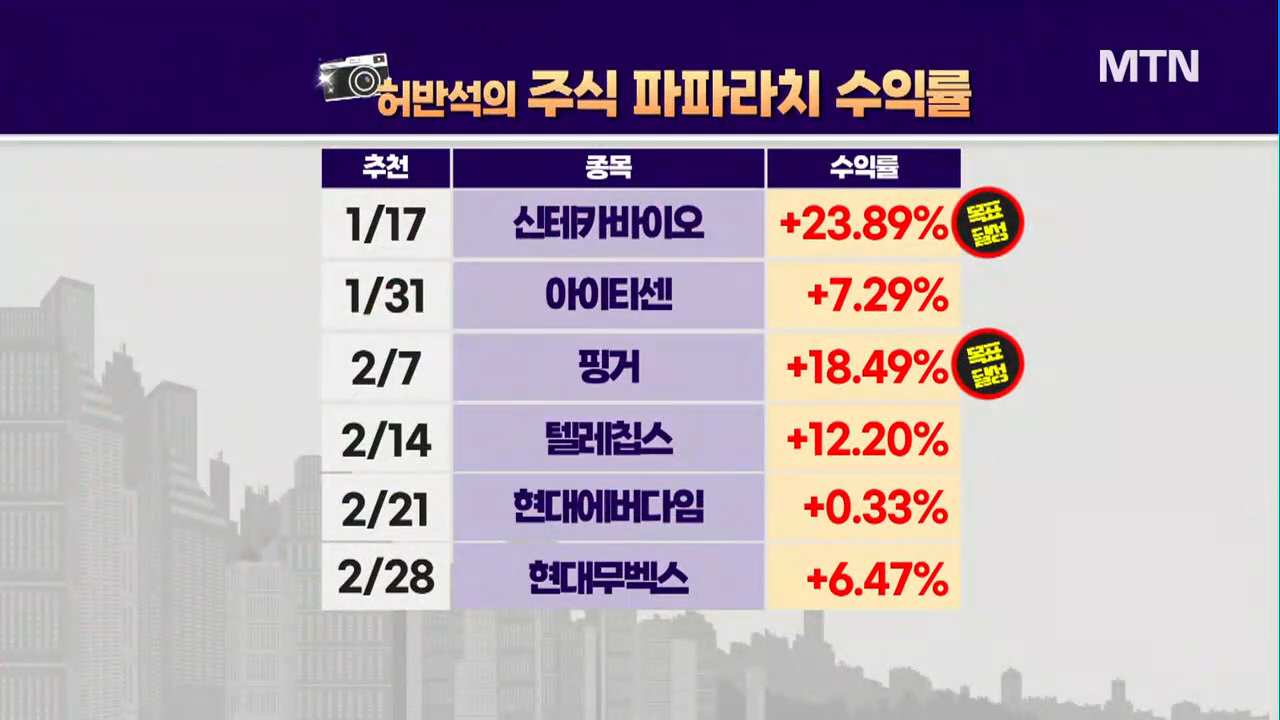 MTN
허반석의 주식 파파라치 수익률
추천 종목 수익률
1/17 신테카바이오 +23.89% 목표 달성
1/31 아이티센 +7.29%
2/7 핑거 +18.49% 목표 달성
2/14 텔레칩스 +12.20%
2/21 현대에버다임 +0.33%
2/28 현대무벡스 +6.47%